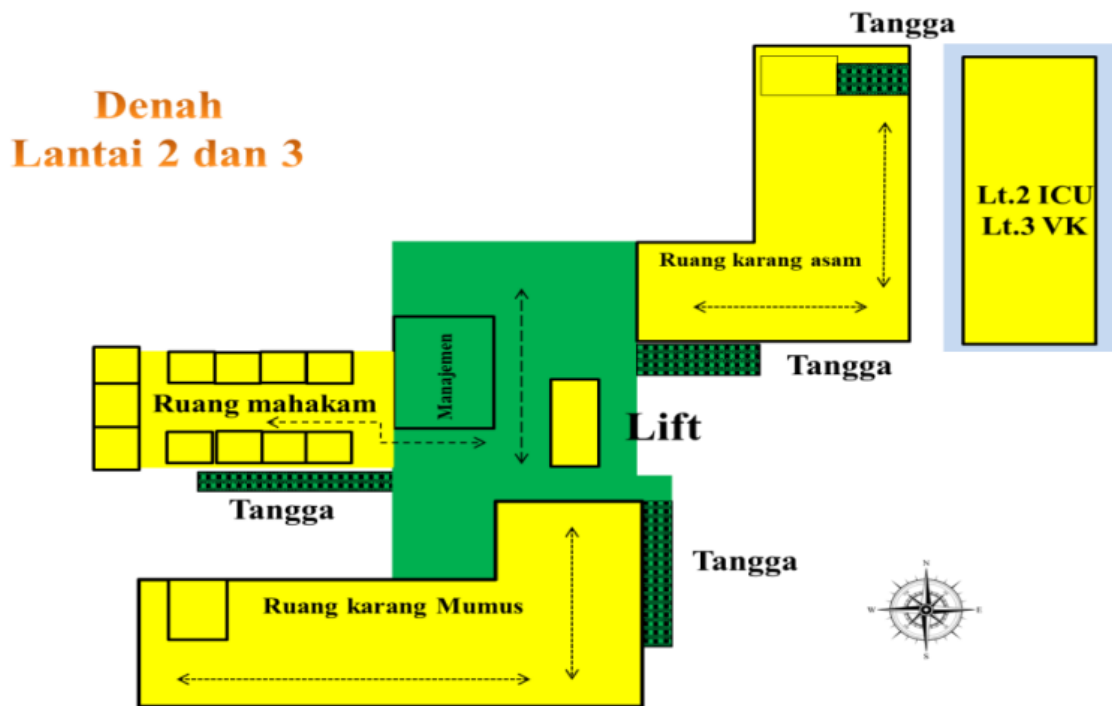 Tangga
Denah
Lantai 2 dan 3
Lt.2 ICU
Lt.3 VK
Ruang karang asam
Manajemen
Tangga
Ruang mahakam
Lift
Tangga
Tangga
Ruang karang Mumus
N
W
E
S